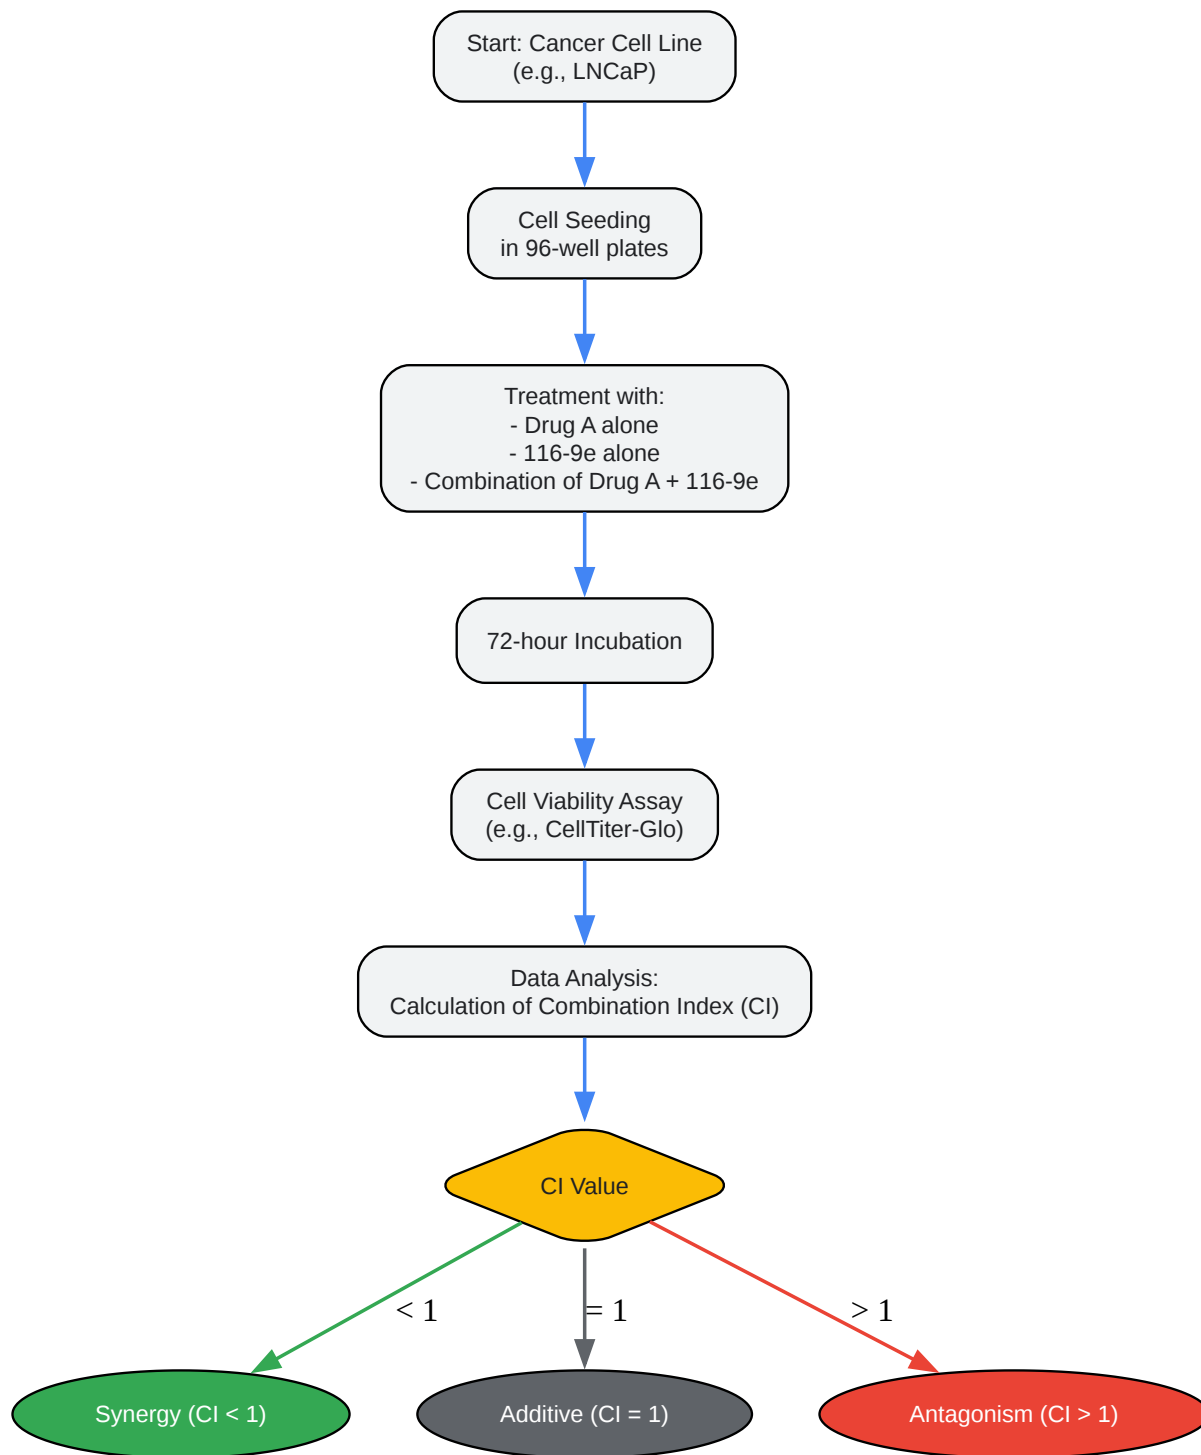 Start: Cancer Cell Line
(e.g., LNCaP)
Cell Seeding
in 96-well plates
Treatment with:
- Drug A alone
- 116-9e alone
- Combination of Drug A + 116-9e
72-hour Incubation
Cell Viability Assay
(e.g., CellTiter-Glo)
Data Analysis:
Calculation of Combination Index (CI)
CI Value
< 1
= 1
> 1
Synergy (CI < 1)
Additive (CI = 1)
Antagonism (CI > 1)